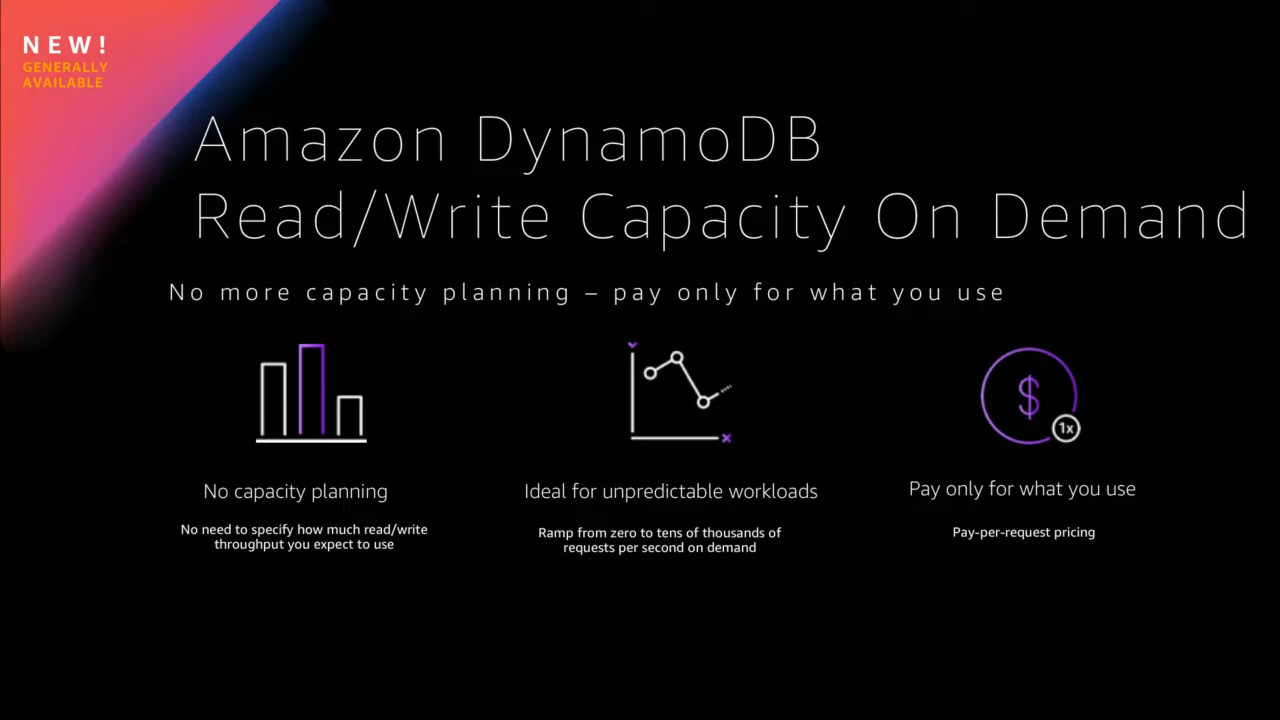 NEW!
GENERALLY
AVAILABLE
Amazon DynamoDB
Read/Write Capacity On Demand
No more capacity planning – pay only for what you use
$
1x
No capacity planning
No need to specify how much read/write
throughput you expect to use
Ideal for unpredictable workloads
Ramp from zero to tens of thousands of
requests per second on demand
Pay only for what you use
Pay-per-request pricing